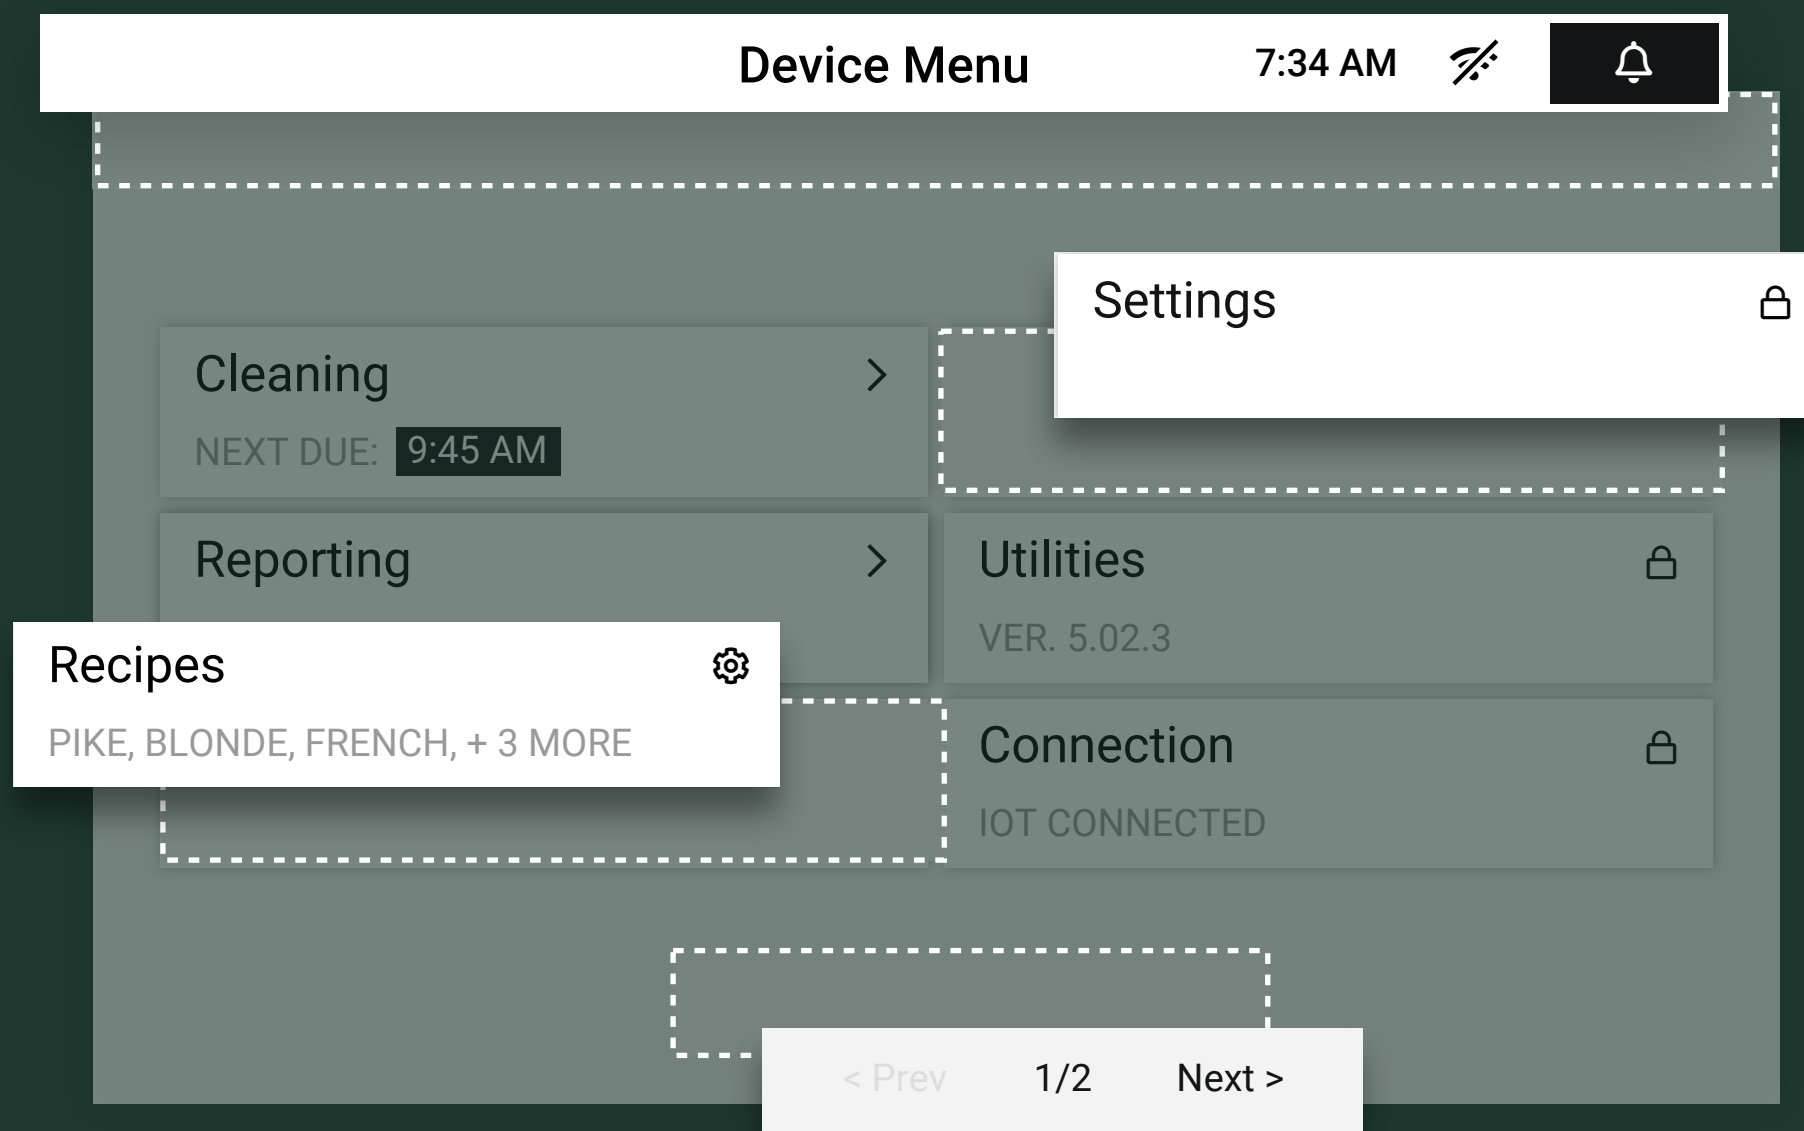 Device Menu
7:34 AM
Settings
Cleaning
NEXT DUE: 9:45 AM
Reporting
Utilities
VER. 5.02.3
Recipes
PIKE, BLONDE, FRENCH, + 3 MORE
Connection
IOT CONNECTED
< Prev 1/2 Next >